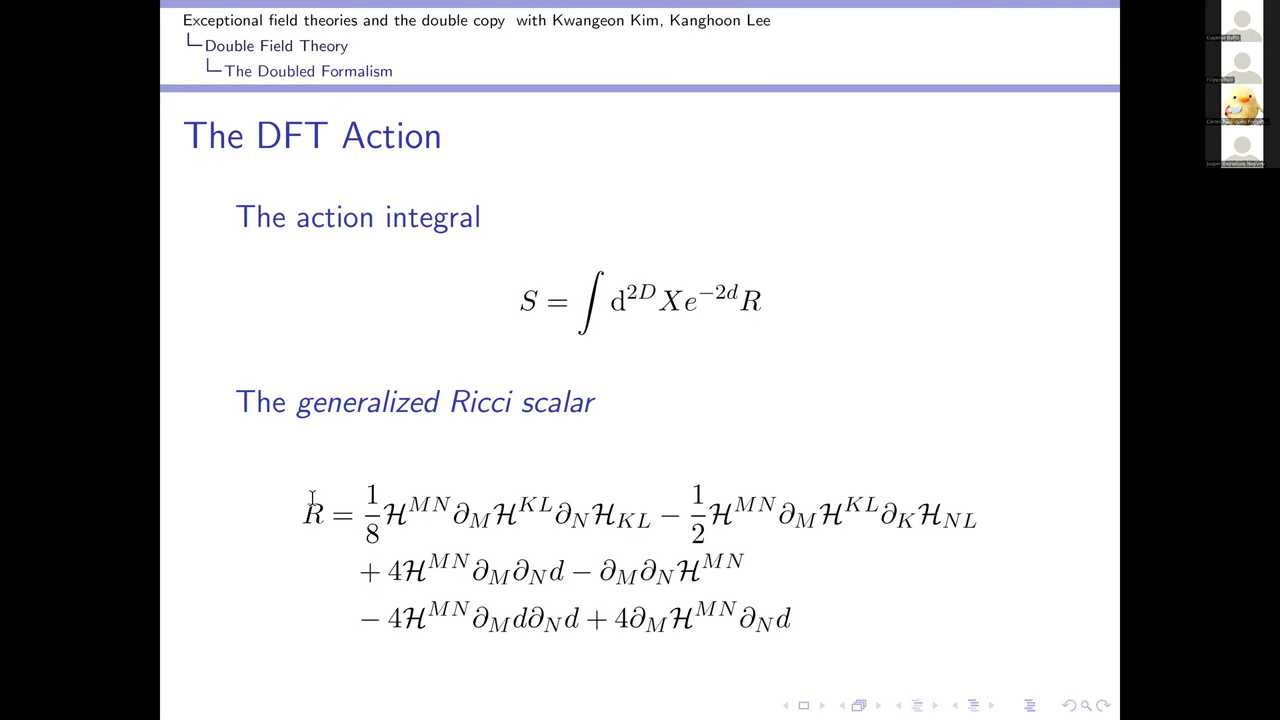 Exceptional field theories and the double copy with Kwangeon Kim, Kanghoon Lee
Double Field Theory
The Doubled Formalism
The DFT Action
The action integral
S = ∫ d^{2D} X e^{-2d} R
The generalized Ricci scalar
R = \frac{1}{8} ℋ^{MN} ∂_M ℋ^{KL} ∂_N ℋ_{KL} − \frac{1}{2} ℋ^{MN} ∂_M ℋ^{KL} ∂_K ℋ_{NL}
+ 4ℋ^{MN} ∂_M ∂_N d − ∂_M ∂_N ℋ^{MN}
− 4ℋ^{MN} ∂_M d ∂_N d + 4∂_M ℋ^{MN} ∂_N d